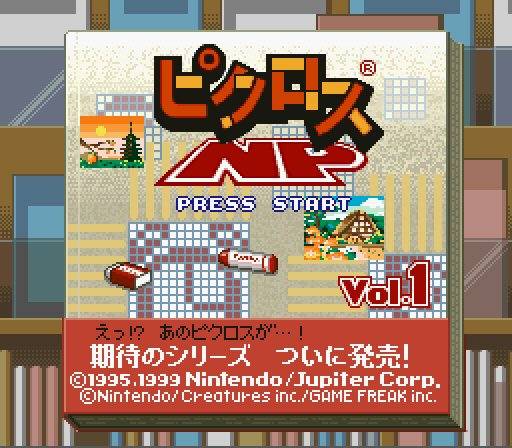 ピクロス®
NP
PRESS START
Vol.1
えっ!? あのピクロスが…!
期待のシリーズ ついに発売!
©1995,1999 Nintendo/Jupiter Corp.
©Nintendo/Creatures inc./GAME FREAK inc.